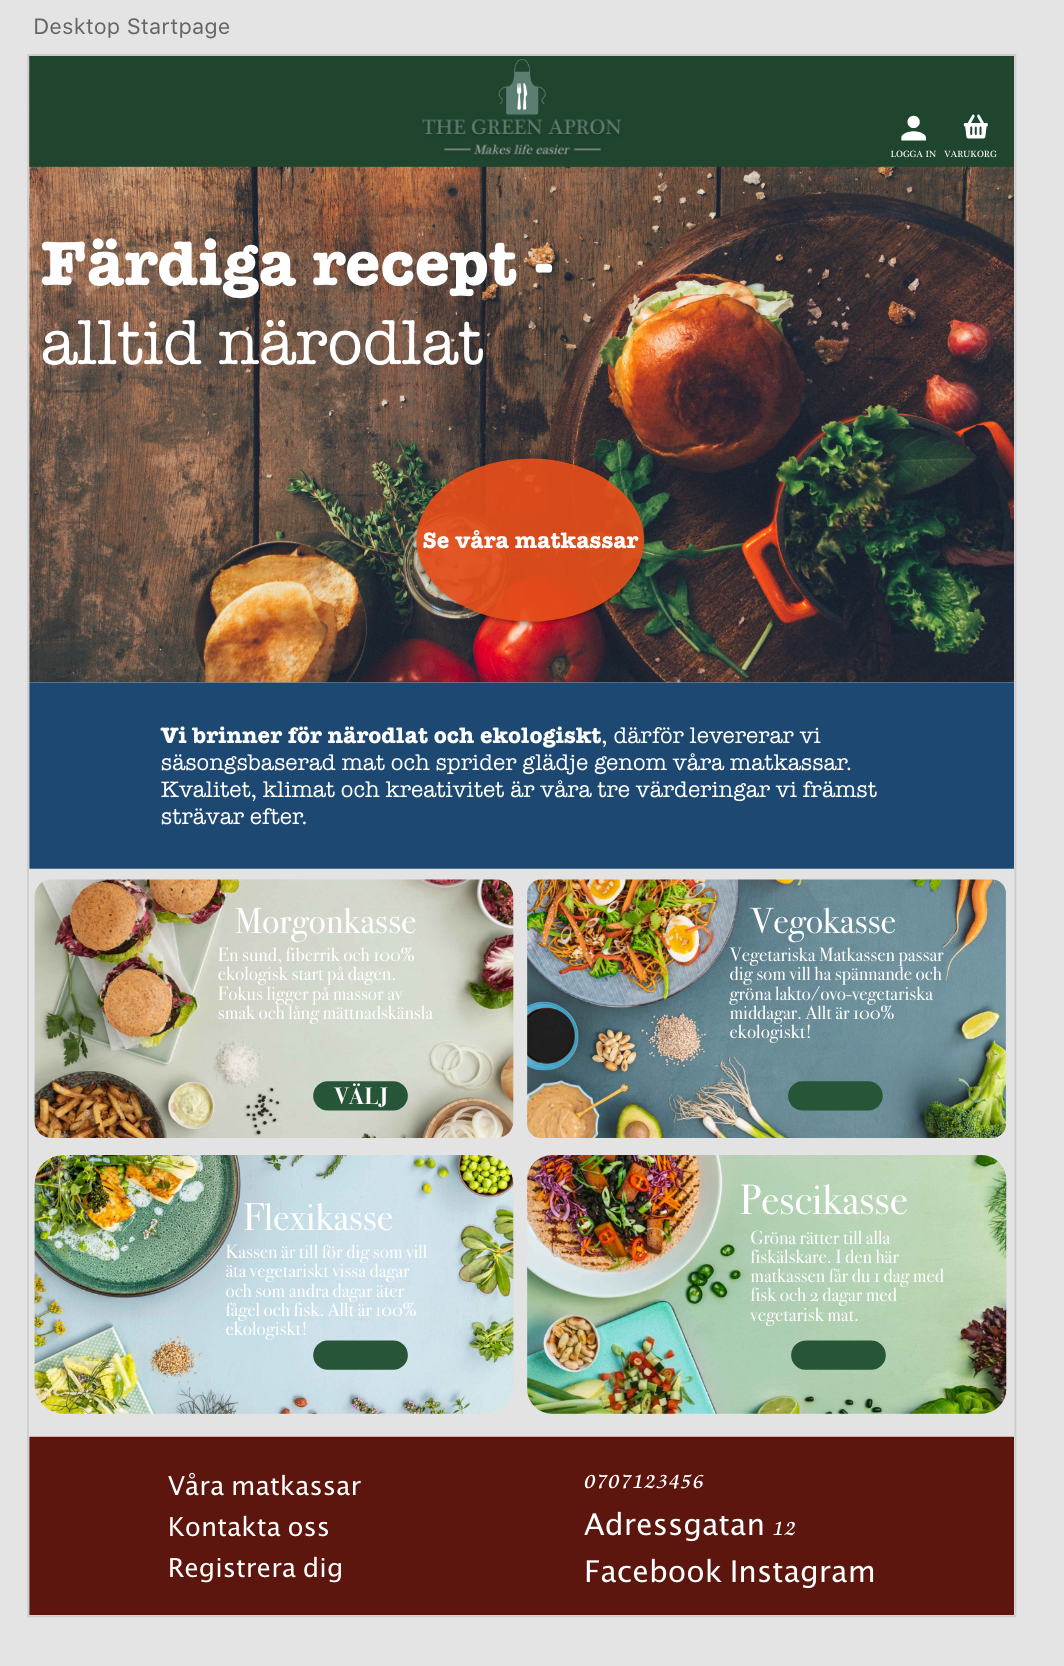 Desktop Startpage
THE GREEN APRON
Makes life easier
LOGGA IN VARUKORG
Färdiga recept -
alltid närodlat
Se våra matkassar
Vi brinner för närodlat och ekologiskt, därför levererar vi
säsongsbaserad mat och sprider glädje genom våra matkassar.
Kvalitet, klimat och kreativitet är våra tre värderingar vi främst
strävar efter.
Morgonkasse
En sund, fiberrik och 100%
ekologisk start på dagen.
Fokus ligger på massor av
smak och lång mättnadskänsla
VÄLJ
Vegokasse
Vegetariska Matkassen passar
dig som vill ha spännande och
gröna lakto/ovo-vegetariska
middagar. Allt är 100%
ekologiskt!
Flexikasse
Kassen är till för dig som vill
äta vegetariskt vissa dagar
och som andra dagar äter
fågel och fisk. Allt är 100%
ekologiskt!
Pescikasse
Gröna rätter till alla
fiskälskare. I den här
matkassen får du 1 dag med
fisk och 2 dagar med
vegetarisk mat.
Våra matkassar
Kontakta oss
Registrera dig
0707123456
Adressgatan 12
Facebook Instagram